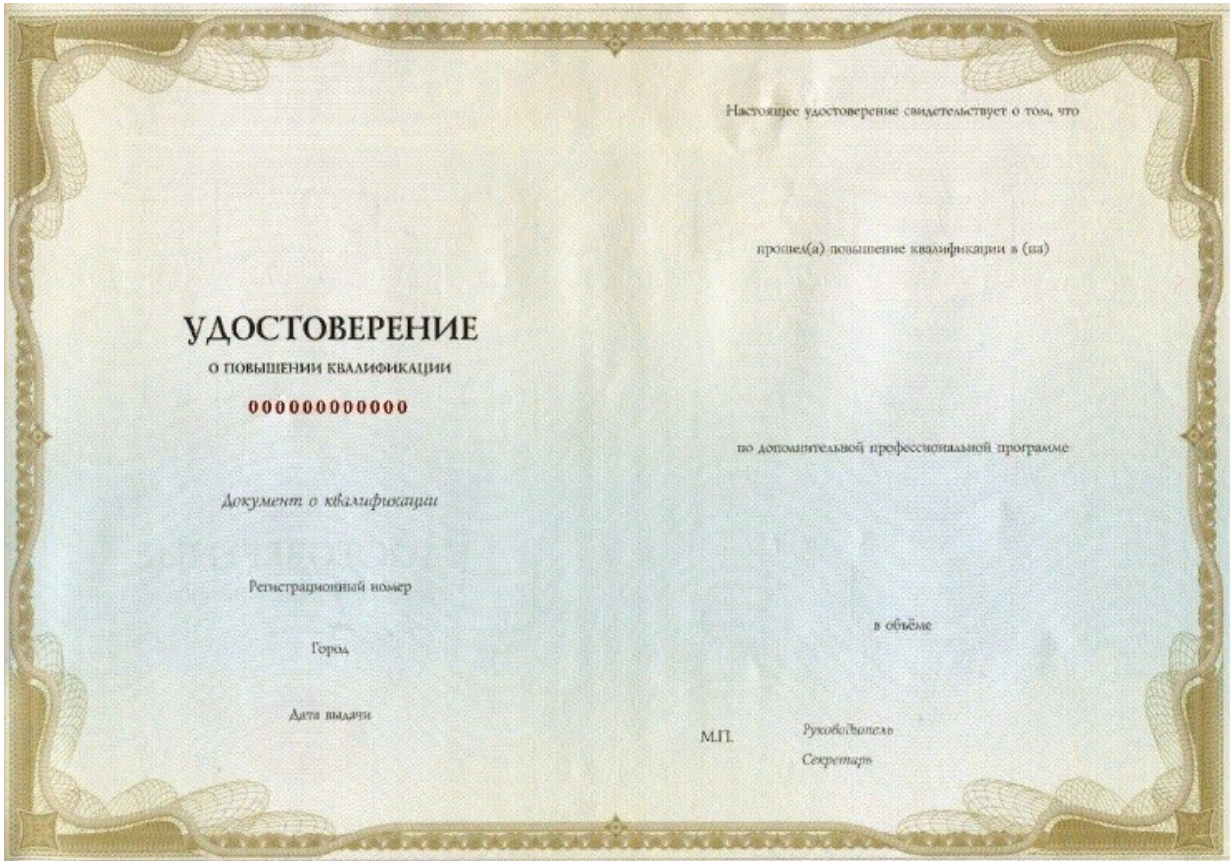 УДОСТОВЕРЕНИЕ
О ПОВЫШЕНИИ КВАЛИФИКАЦИИ
000000000000
Документ о квалификации
Регистрационный номер
Город
Дата выдачи
Настоящее удостоверение свидетельствует о том, что
прошел(а) повышение квалификации в (на)
по дополнительной профессиональной программе
в объёме
М.П.
Руководитель
Секретарь